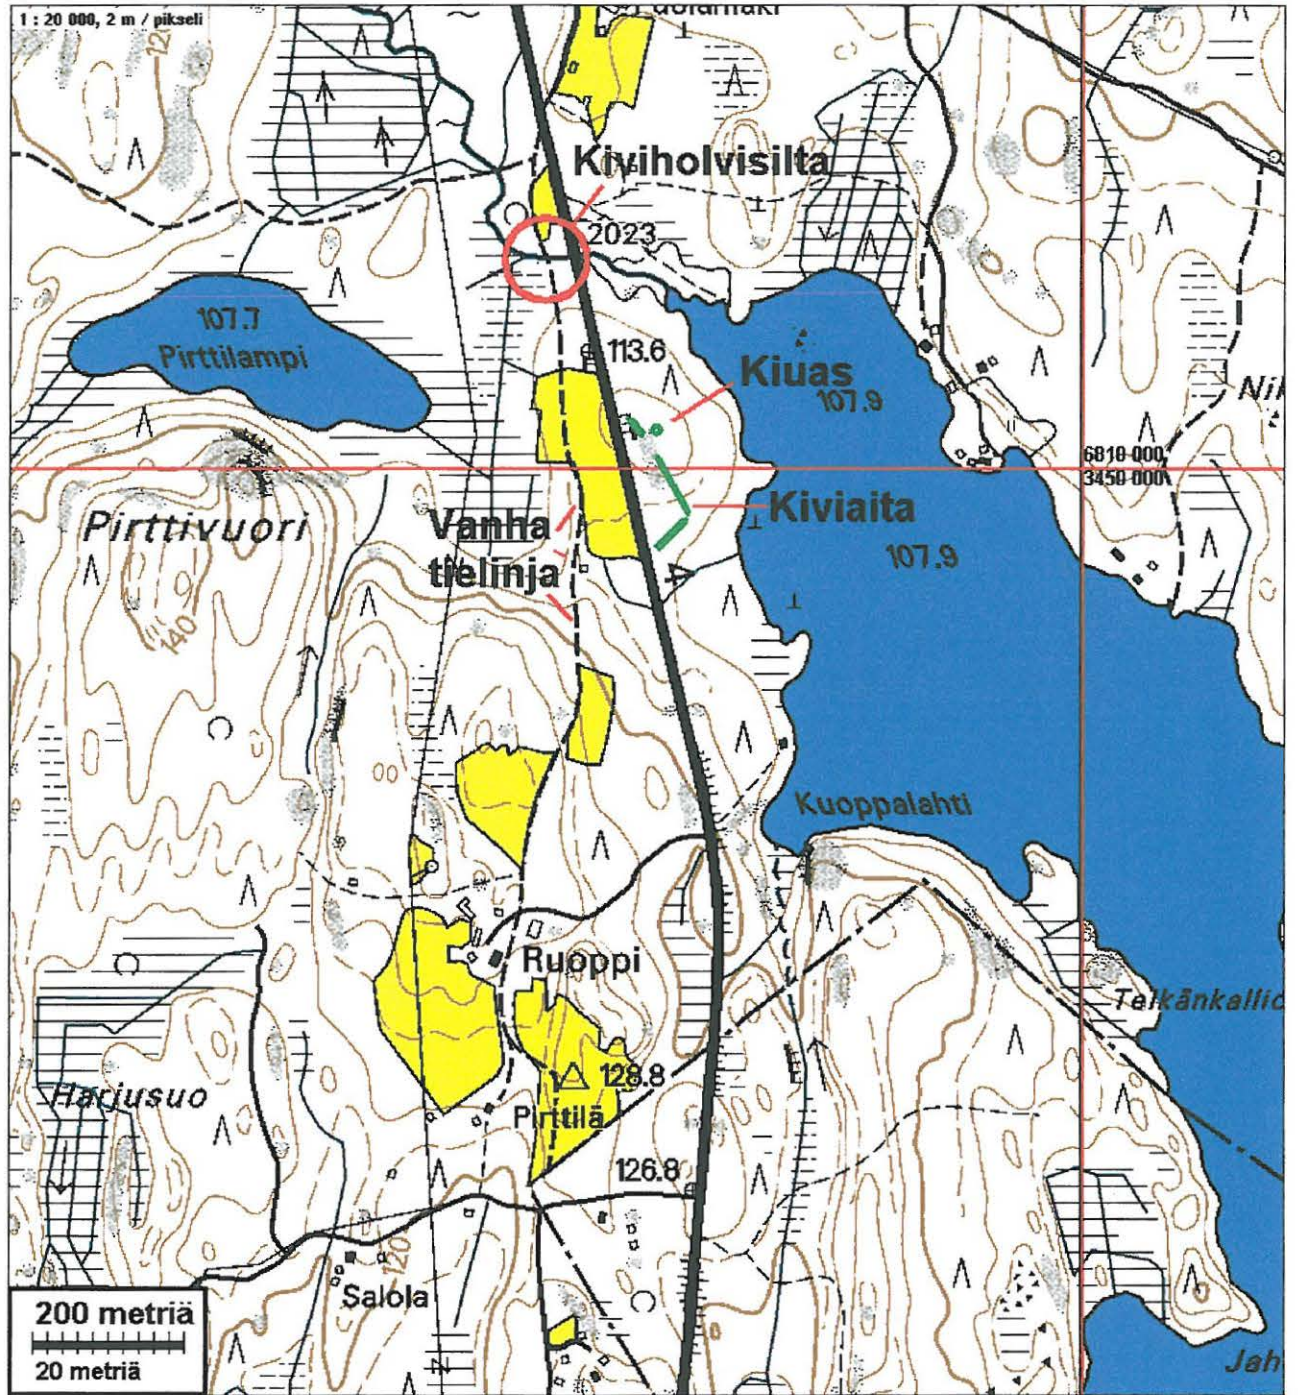 1 : 20 000, 2 m / pikseli
120
Kiviholvisilta
2023
107.7
Pirttilampi
113.6
Kiuas
107.9
6810 000
3450 000
Pirttivuori
Vanha
tielinja
Kiviaita
107.9
4
140
Kuoppalahti
Ruoppi
Telkänkallio
128.8
Harjusuo
Pirttilä
126.8
120
Salola
200 metriä
20 metriä
Jah